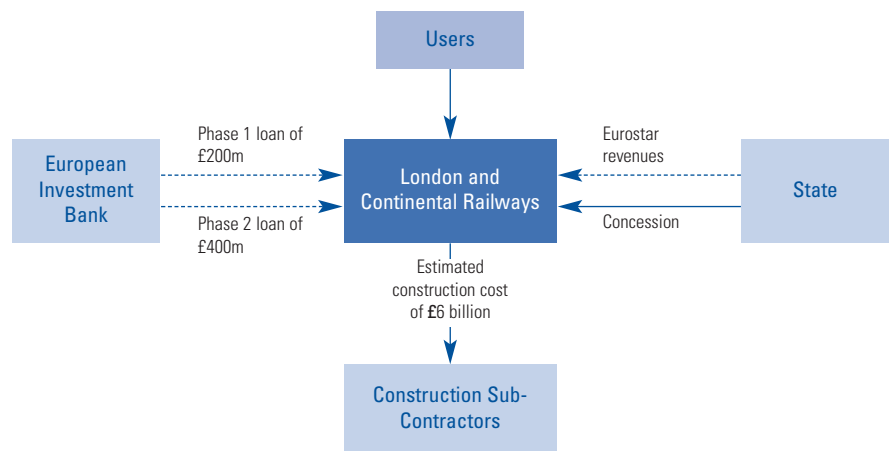 Users
Phase 1 loan of
£200m
European
Investment
Bank
Phase 2 loan of
£400m
London and
Continental Railways
Eurostar
revenues
State
Concession
Estimated
construction cost
of £6 billion
Construction Sub-
Contractors